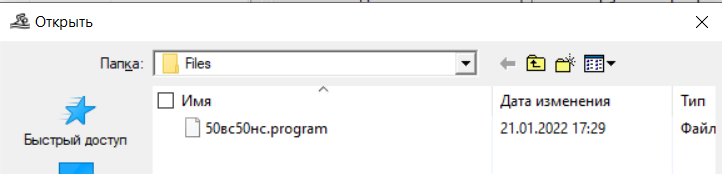 Открыть
Папка: Files
Имя Дата изменения Тип
50вс50нс.program 21.01.2022 17:29 Файл
Быстрый доступ